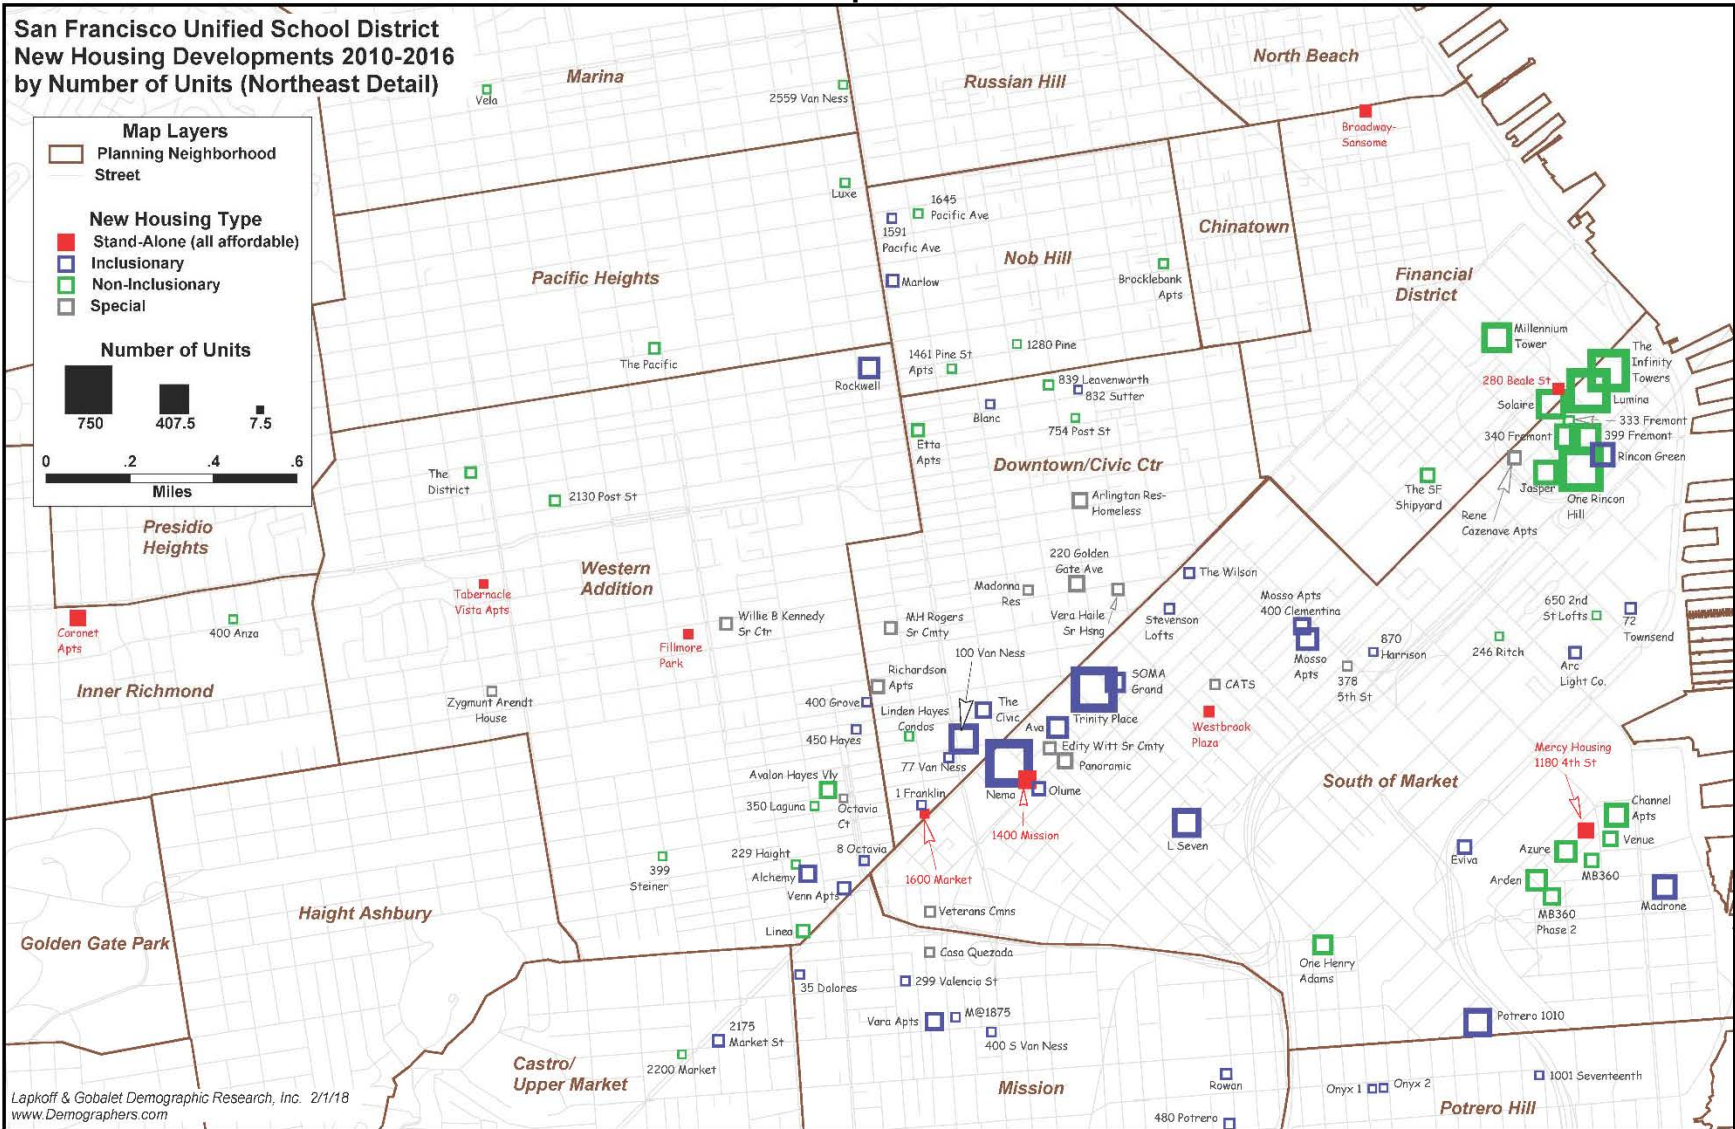 San Francisco Unified School District
New Housing Developments 2010-2016
by Number of Units (Northeast Detail)
Map Layers
Planning Neighborhood
Street
New Housing Type
Stand-Alone (all affordable)
Inclusionary
Non-Inclusionary
Special
Number of Units
750
407.5
7.5
0
.2
.4
.6
Miles
Marina
Vela
2559 Van Ness
Russian Hill
North Beach
Broadway-
Sansome
Luxe
1645
Pacific Ave
1591
Pacific Ave
Marlow
Nob Hill
Chinatown
Brocklebank
Apts
Pacific Heights
The Pacific
Rockwell
1461 Pine St
Apts
1280 Pine
Financial
District
Millennium
Tower
The
Infinity
Towers
280 Beale St
Lumina
Solaire
333 Fremont
340 Fremont
399 Fremont
Rincon Green
Jasper
One Rincon
Hill
Rene
Cazenave Apts
The SF
Shipyard
839 Leavenworth
832 Sutter
Blanc
754 Post St
Etta
Apts
Downtown/Civic Ctr
Arlington Res-
Homeless
220 Golden
Gate Ave
Madonna
Res
Vera Haile
Sr Hsng
The Wilson
Stevenson
Lofts
The
District
2130 Post St
Presidio
Heights
Western
Addition
Tabernacle
Vista Apts
Coronet
Apts
400 Anza
Inner Richmond
Fillmore
Park
Willie B Kennedy
Sr Ctr
Zygmunt Arendt
House
MH Rogers
Sr Cmty
Richardson
Apts
100 Van Ness
400 Grove
Linden Hayes
Condos
450 Hayes
The
Civic
77 Van Ness
Ava
SOMA
Grand
Trinity Place
Edity Witt Sr Cmty
Panoramic
Nema
Olume
1400 Mission
1 Franklin
1600 Market
Avalon Hayes Vly
350 Laguna
Octavia
Ct
8 Octavia
229 Haight
Alchemy
Venn Apts
399
Steiner
Linea
Mosso Apts
400 Clementina
Mosso
Apts
870
Harrison
378
5th St
CATS
Westbrook
Plaza
650 2nd
St Lofts
72
Townsend
246 Ritch
Arc
Light Co.
South of Market
L Seven
Mercy Housing
1180 4th St
Channel
Apts
Venue
Azure
MB360
Arden
MB360
Phase 2
Madrone
Eviva
One Henry
Adams
Potrero 1010
Haight Ashbury
Golden Gate Park
Veterans Cmns
Casa Quezada
35 Dolores
299 Valencia St
Vara Apts
M@1875
400 S Van Ness
2175
Market St
2200 Market
Castro/
Upper Market
Mission
Rowan
480 Potrero
Onyx 1
Onyx 2
1001 Seventeenth
Potrero Hill
Lapkoff & Gobalet Demographic Research, Inc. 2/1/18
www.Demographers.com